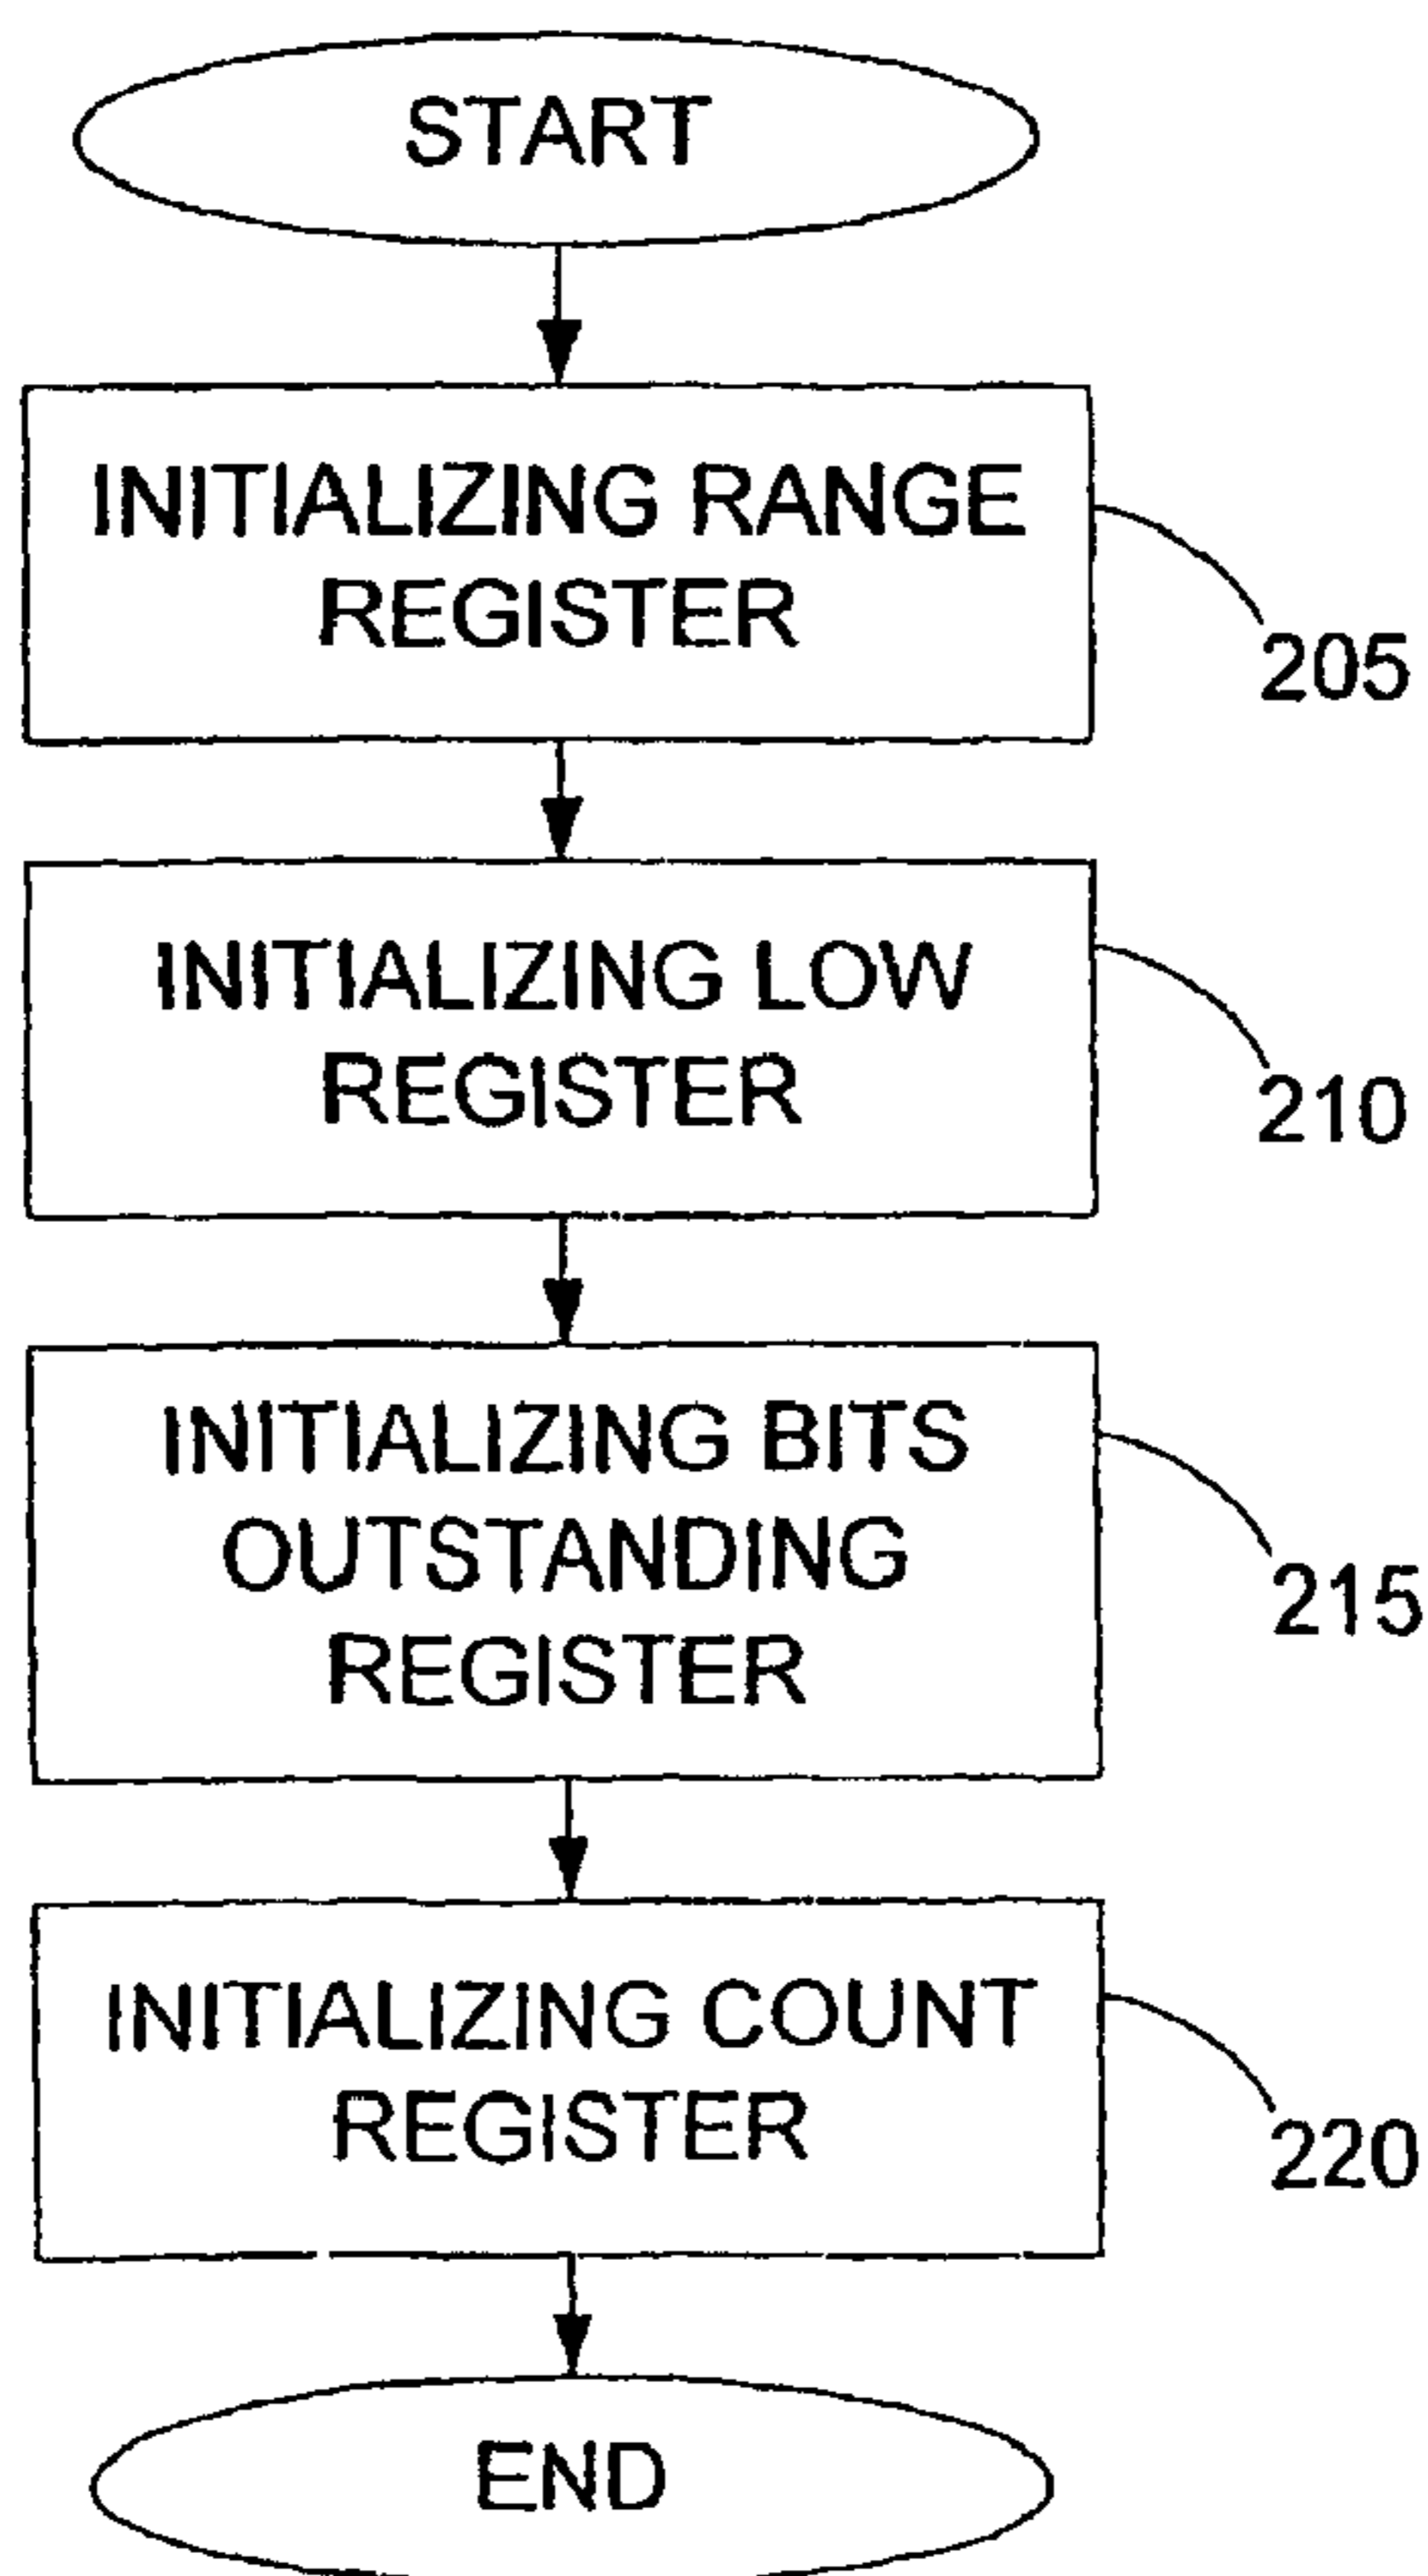 START
INITIALIZING RANGE
REGISTER
205
INITIALIZING LOW
REGISTER
210
INITIALIZING BITS
OUTSTANDING
REGISTER
215
INITIALIZING COUNT
REGISTER
220
END